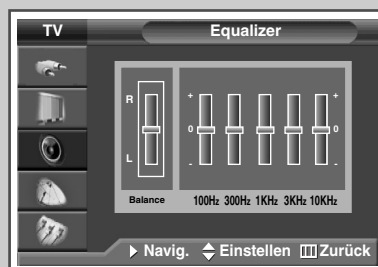 TV Equalizer
R + +
0 0
L - -
Balance 100Hz 300Hz 1KHz 3KHz 10KHz
Navig. Einstellen Zurück